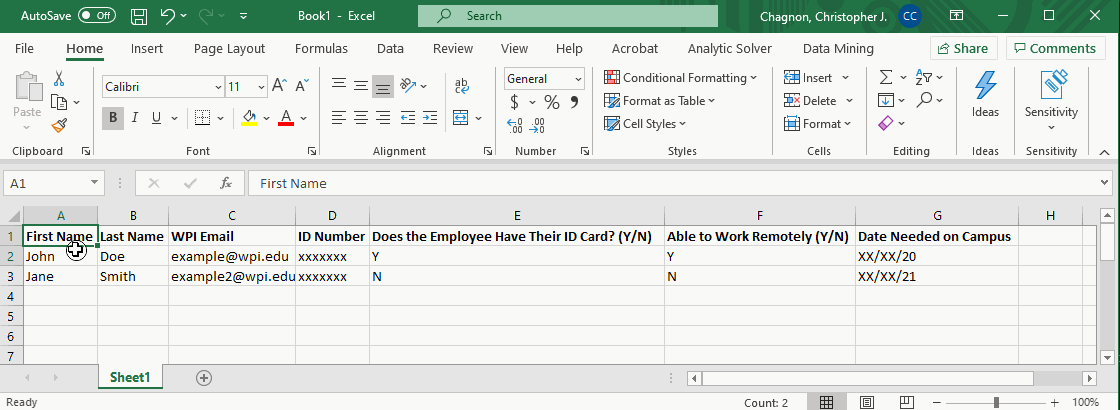 AutoSave Off Book1 - Excel Search Chagnon, Christopher J. CC
File Home Insert Page Layout Formulas Data Review View Help Acrobat Analytic Solver Data Mining Share Comments
Paste Calibri 11 A^ Aˇ ab General Conditional Formatting Insert Ideas Sensitivity
B I U A $ % , Format as Table Delete
.00 .00 Cell Styles Format
Clipboard Font Alignment Number Styles Cells Editing Ideas Sensitivity
A1 fx First Name
A B C D E F G H
1 First Name Last Name WPI Email ID Number Does the Employee Have Their ID Card? (Y/N) Able to Work Remotely (Y/N) Date Needed on Campus
2 John Doe example@wpi.edu xxxxxxx Y Y XX/XX/20
3 Jane Smith example2@wpi.edu xxxxxxx N N XX/XX/21
4
5
6
7
Sheet1
Ready Count: 2 100%